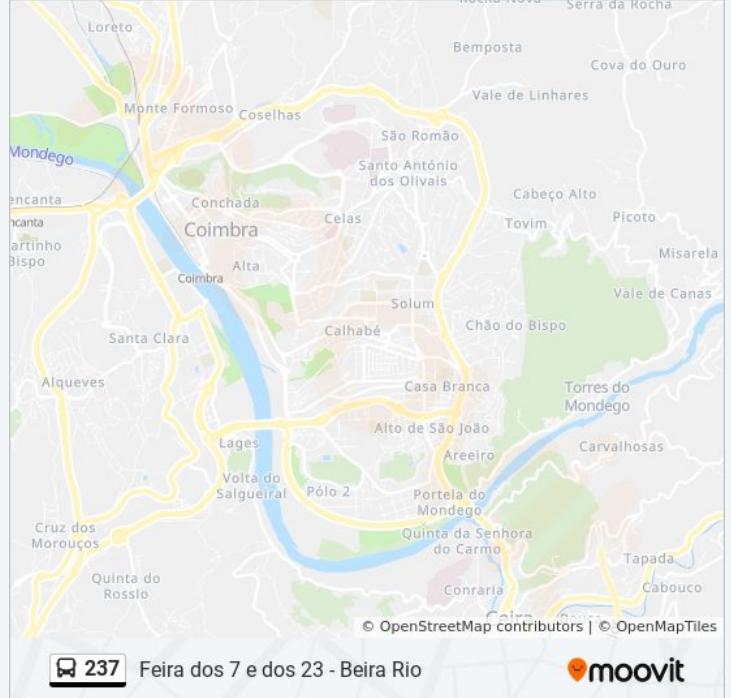 Serra da Rocha
Loreto
Bemposta
Cova do Ouro
Vale de Linhares
Monte Formoso
Coselhas
São Romão
Mondego
Santo António
dos Olivais
Cabeço Alto
Conchada
Picoto
Celas
Tovim
Coimbra
Misarela
Alta
Coimbra
Vale de Canas
Solum
Chão do Bispo
Calhabé
Santa Clara
Alqueves
Casa Branca
Torres do
Mondego
Alto de São João
Lages
Carvalhosas
Areeiro
Volta do
Salgueiral
Pólo 2
Portela do
Mondego
Cruz dos
Morouços
Quinta da Senhora
do Carmo
Tapada
Quinta do
Rossio
Conraria
Cabouco
© OpenStreetMap contributors | © OpenMapTiles
237 Feira dos 7 e dos 23 - Beira Rio
moovit